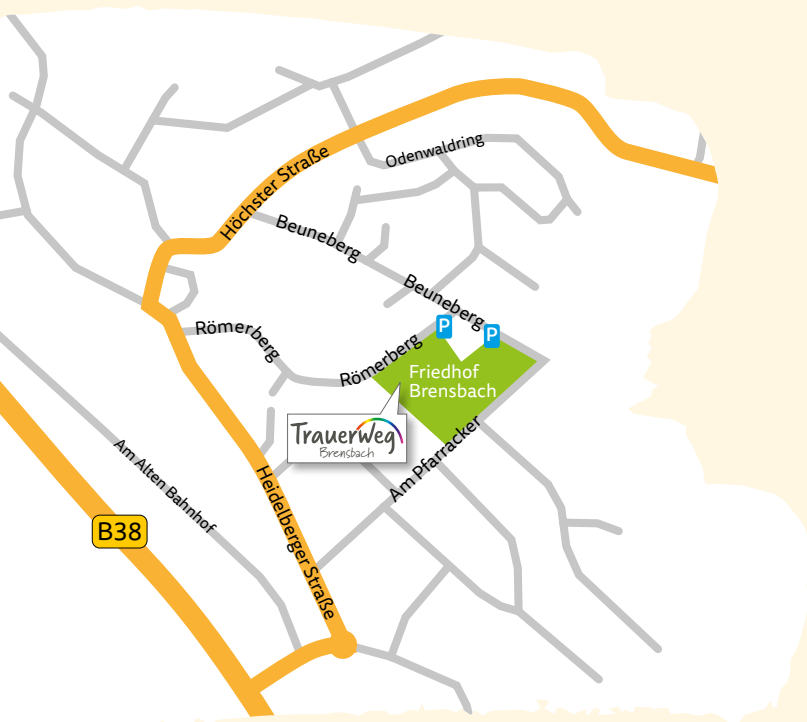 Odenwaldring
Höchster Straße
Beuneberg
Beuneberg
Römerberg
P
P
Römerberg
Friedhof
Brensbach
TrauerWeg
Brensbach
Am Pfarracker
Am Alten Bahnhof
Heidelberger Straße
B38